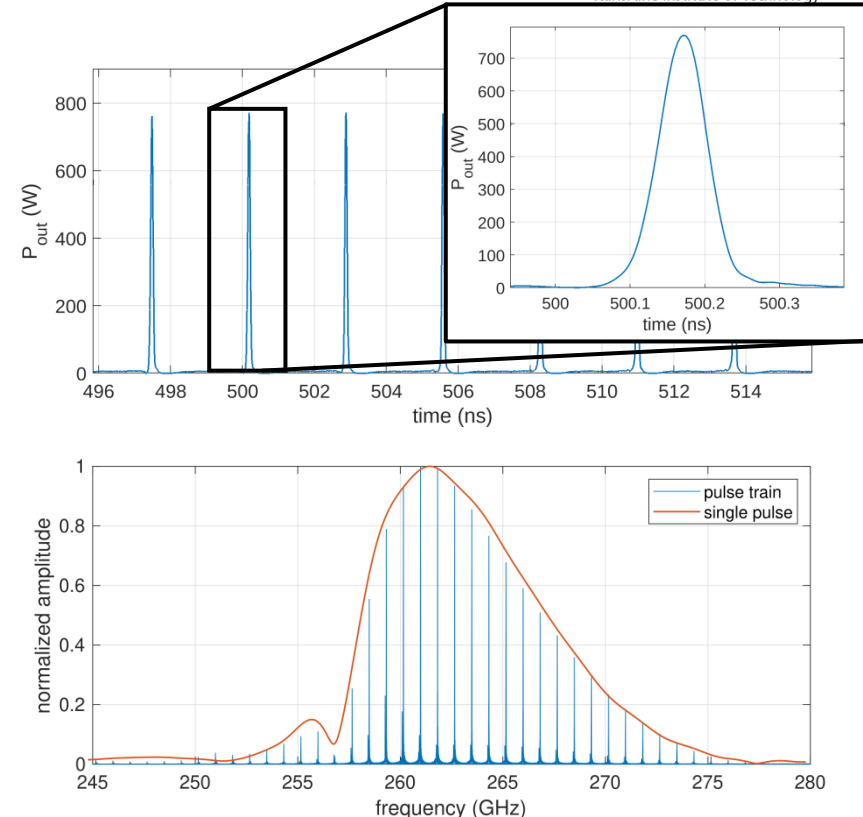 P_out (W)
800
600
400
200
0
496 498 500 502 504 506 508 510 512 514
time (ns)
P_out (W)
700
600
500
400
300
200
100
0
500 500.1 500.2 500.3
time (ns)
normalized amplitude
1
0.8
0.6
0.4
0.2
0
pulse train
single pulse
245 250 255 260 265 270 275 280
frequency (GHz)